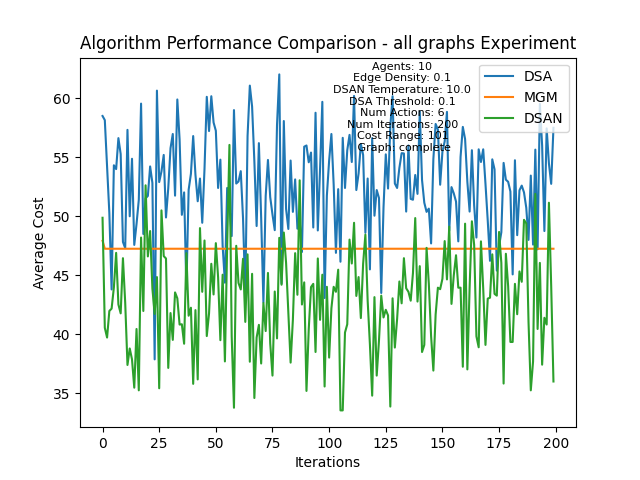 Algorithm Performance Comparison - all graphs Experiment
Agents: 10
Edge Density: 0.1
DSAN Temperature: 10.0
DSA Threshold: 0.1
Num Actions: 6
Num Iterations: 200
Cost Range: 101
Graph: complete
DSA
MGM
DSAN
Average Cost
60
55
50
45
40
35
0
25
50
75
100
125
150
175
200
Iterations